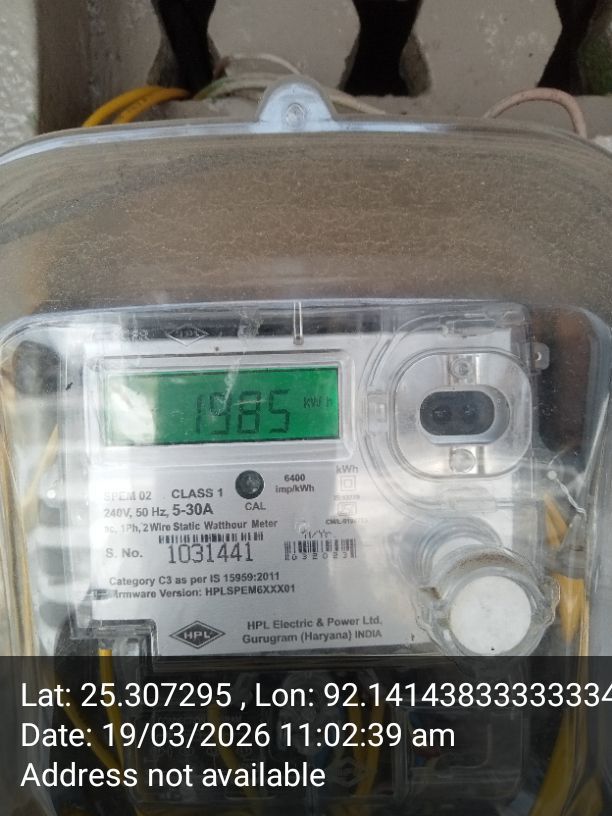 HPL
1985 kWh
SPEM 02 CLASS 1
240V, 50 Hz, 5-30A
CAL
6400
imp/kWh
kWh
ac, 1Ph, 2Wire Static Watthour Meter
S. No. 1031441
Category C3 as per IS 15959:2011
Firmware Version: HPLSPEM6XXX01
HPL
HPL Electric & Power Ltd.
Gurugram (Haryana) INDIA
Lat: 25.307295 , Lon: 92.14143833333334
Date: 19/03/2026 11:02:39 am
Address not available